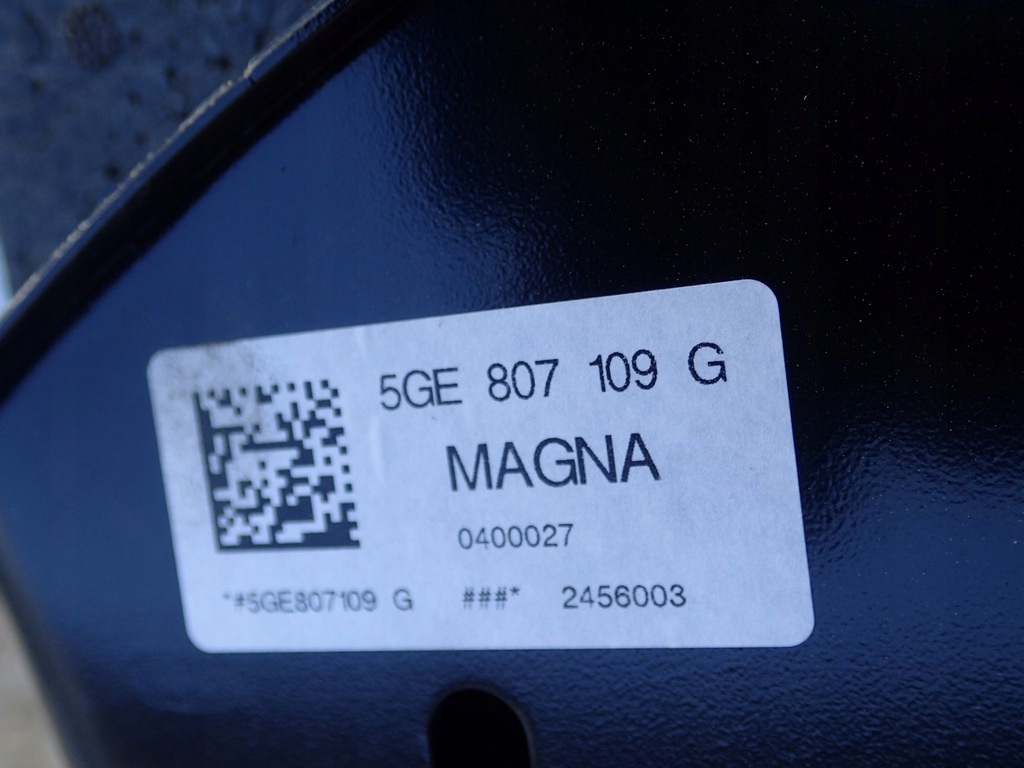 5GE 807 109 G
MAGNA
0400027
*#5GE807109 G ###* 2456003